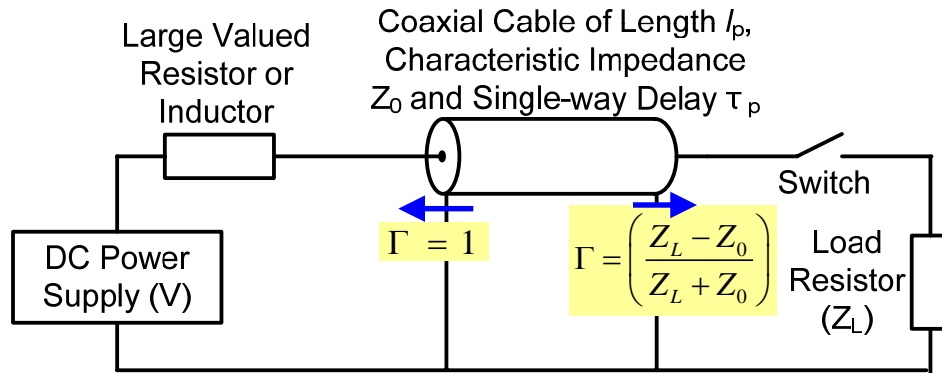 Large Valued
Resistor or
Inductor
Coaxial Cable of Length lp,
Characteristic Impedance
Z0 and Single-way Delay τp
Switch
Γ = 1
Γ = (ZL − Z0 / ZL + Z0)
DC Power
Supply (V)
Load
Resistor
(ZL)